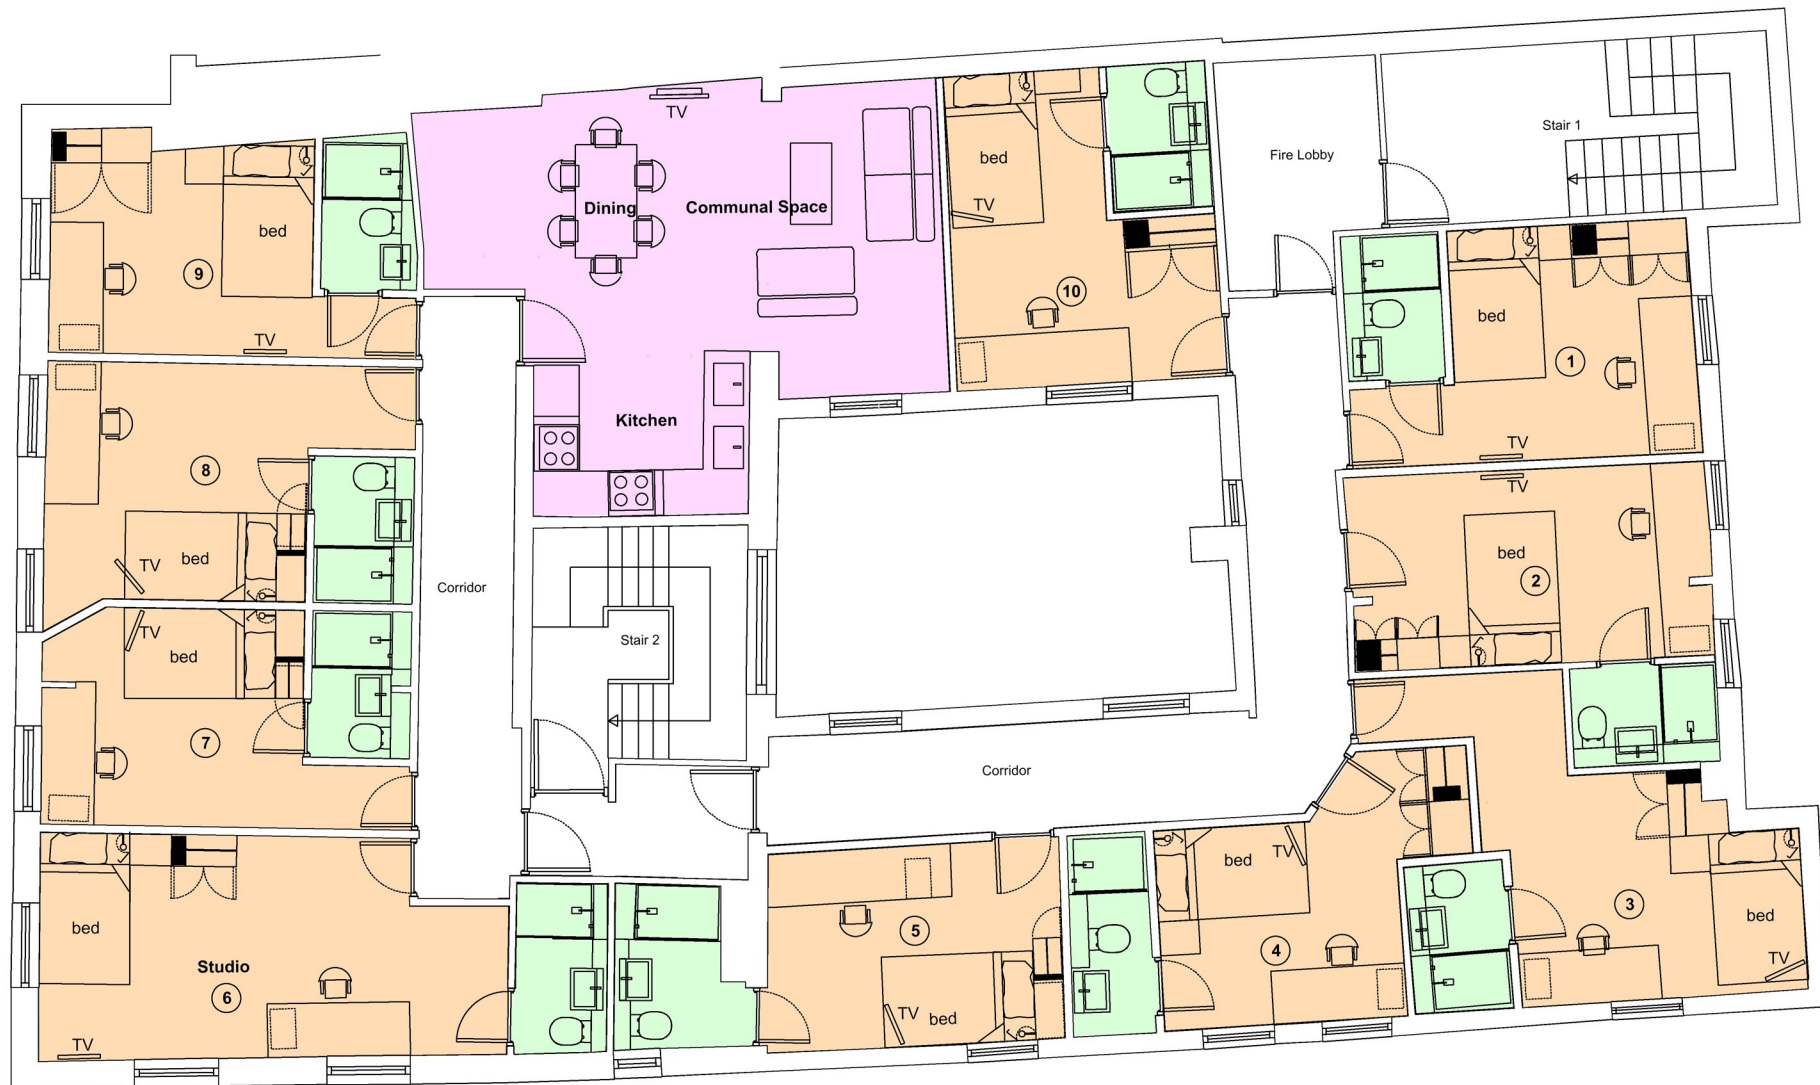 TV
Stair 1
bed
Fire Lobby
TV
Dining
Communal Space
bed
9
10
bed
TV
1
Kitchen
TV
8
TV
bed
TV
bed
2
Corridor
TV
bed
Stair 2
7
Corridor
bed
TV
3
bed
5
4
bed
Studio
6
TV
TV
bed
TV